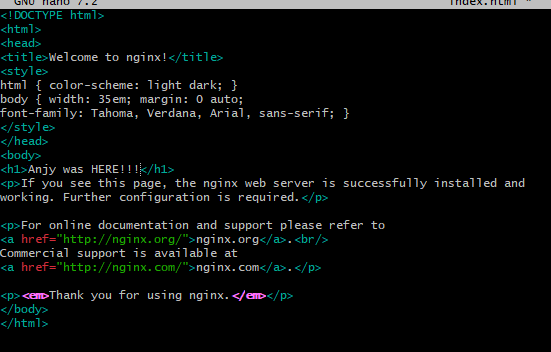 GNU nano 7.2 index.html *
<!DOCTYPE html>
<html>
<head>
<title>Welcome to nginx!</title>
<style>
html { color-scheme: light dark; }
body { width: 35em; margin: 0 auto;
font-family: Tahoma, Verdana, Arial, sans-serif; }
</style>
</head>
<body>
<h1>Anjy was HERE!!!</h1>
<p>If you see this page, the nginx web server is successfully installed and
working. Further configuration is required.</p>

<p>For online documentation and support please refer to
<a href="http://nginx.org/">nginx.org</a>.<br/>
Commercial support is available at
<a href="http://nginx.com/">nginx.com</a>.</p>

<p><em>Thank you for using nginx.</em></p>
</body>
</html>